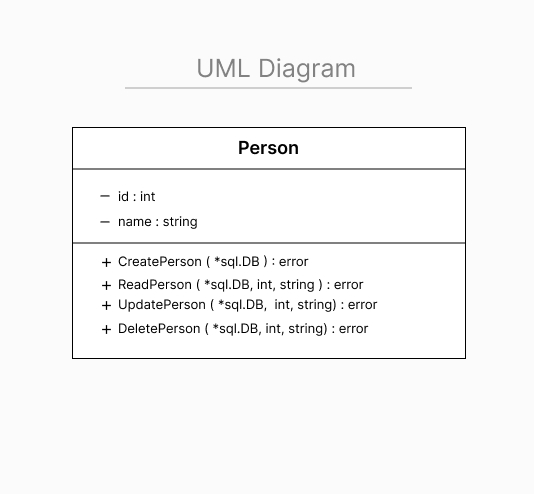 UML Diagram
Person
– id : int
– name : string
+ CreatePerson ( *sql.DB ) : error
+ ReadPerson ( *sql.DB, int, string ) : error
+ UpdatePerson ( *sql.DB,  int, string) : error
+ DeletePerson ( *sql.DB, int, string) : error